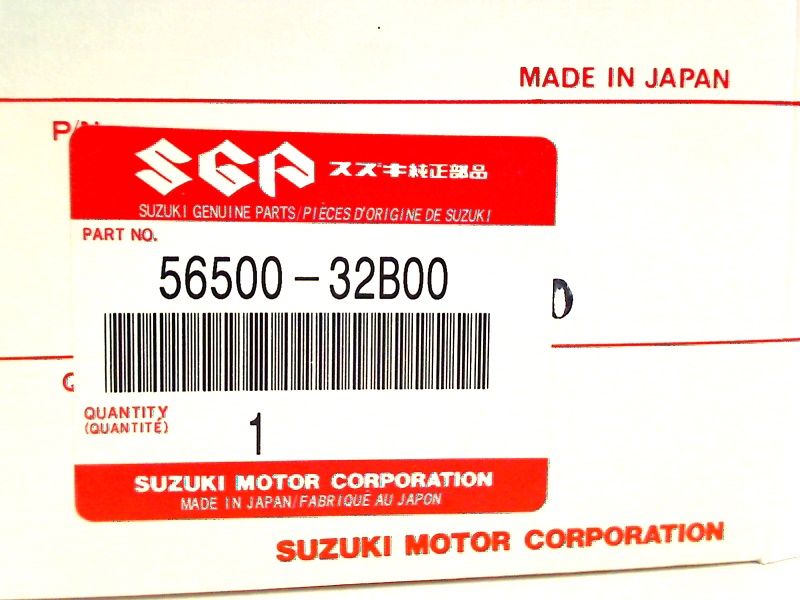 MADE IN JAPAN
P/N
SGP スズキ純正部品
SUZUKI GENUINE PARTS/PIÈCES D'ORIGINE DE SUZUKI
PART NO.
56500-32B00
QUANTITY
(QUANTITÉ)
1
SUZUKI MOTOR CORPORATION
MADE IN JAPAN/FABRIQUÉ AU JAPON
SUZUKI MOTOR CORPORATION